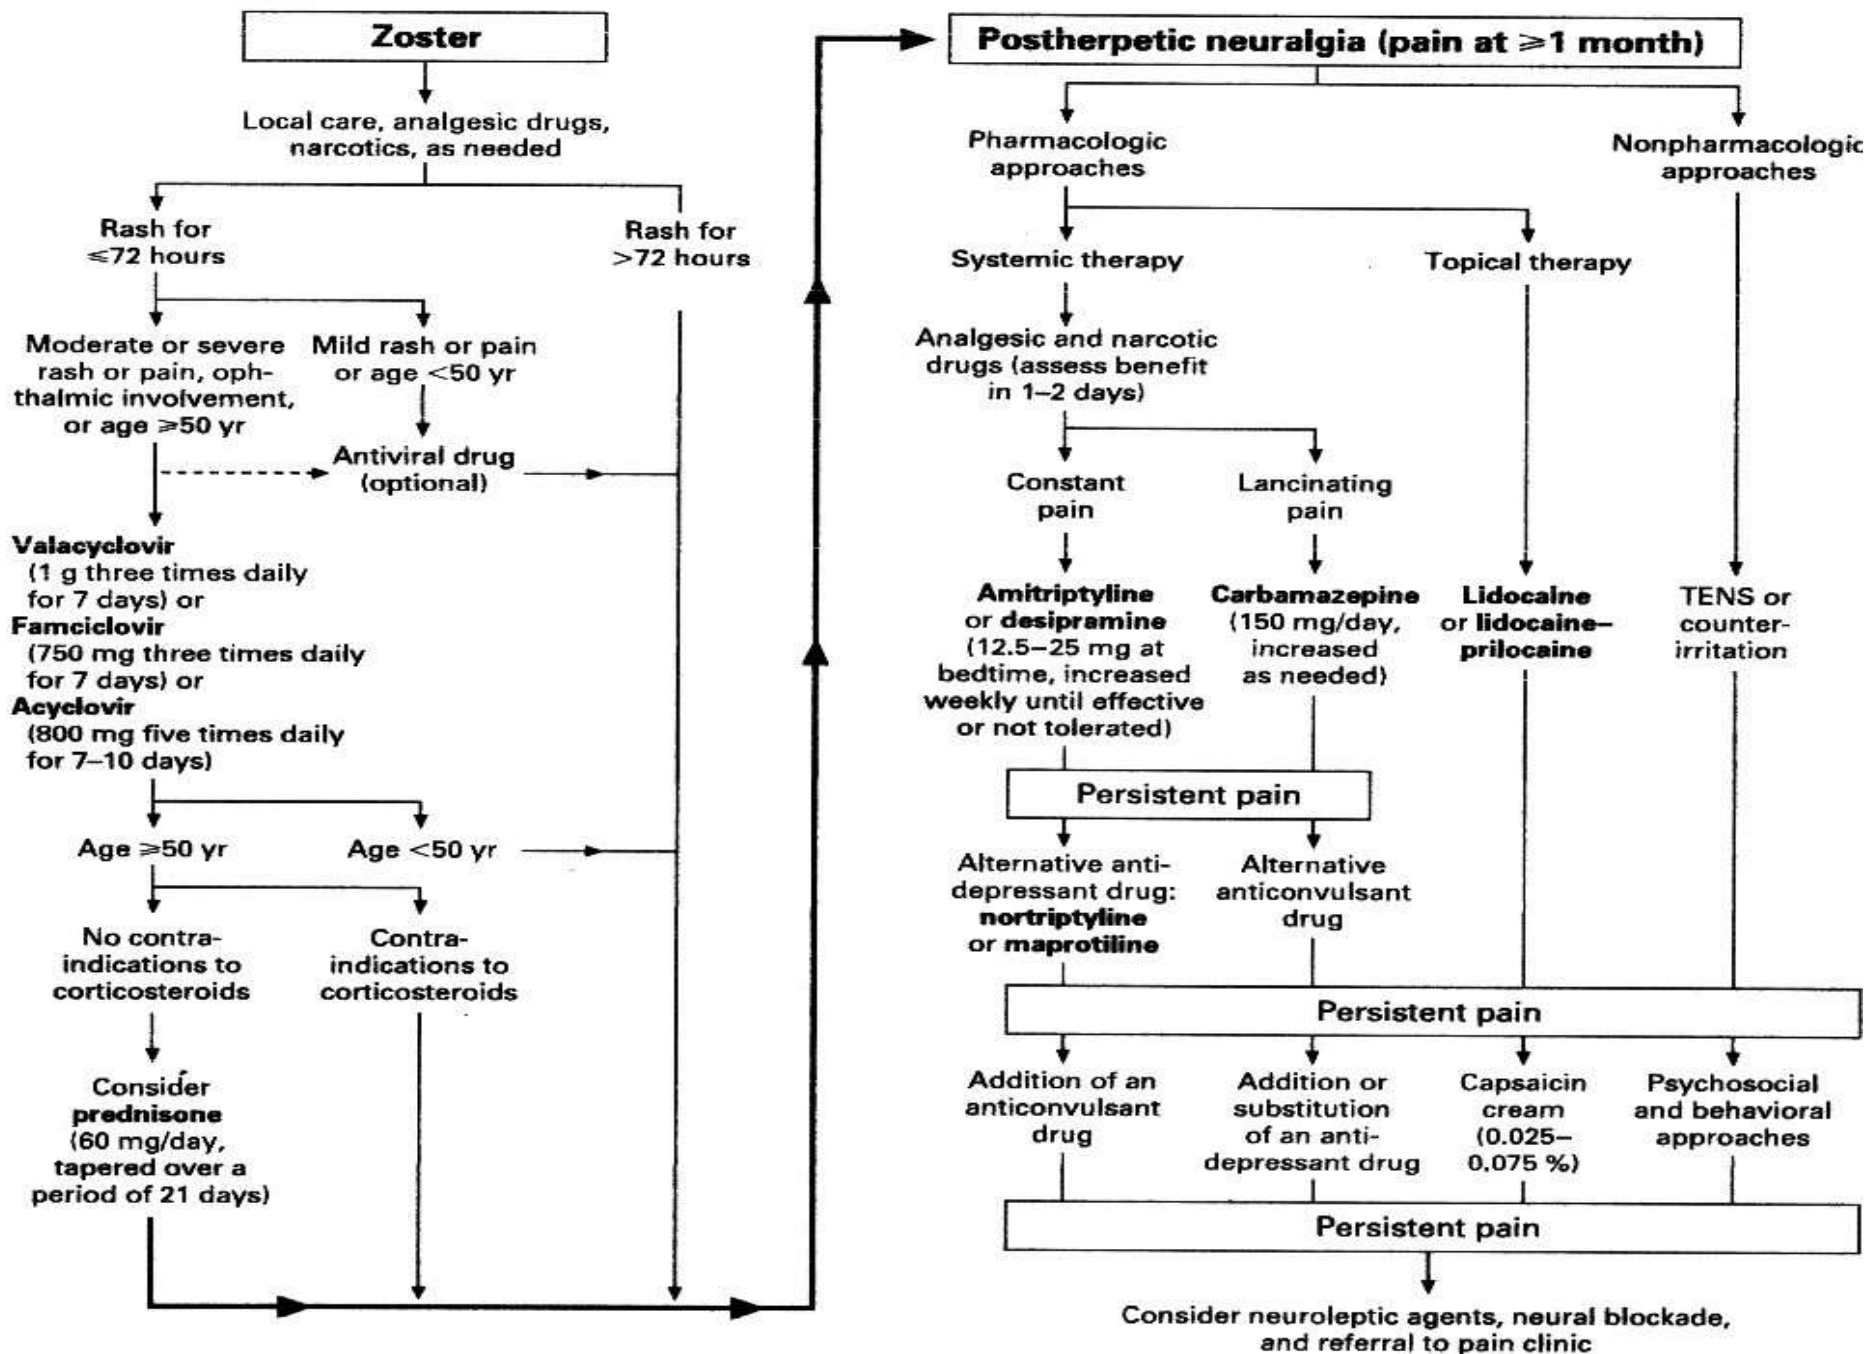 Zoster
Local care, analgesic drugs,
narcotics, as needed
Rash for
≤72 hours
Rash for
>72 hours
Moderate or severe
rash or pain, oph-
thalmic involvement,
or age ≥50 yr
Mild rash or pain
or age <50 yr
Antiviral drug
(optional)
Valacyclovir
(1 g three times daily
for 7 days) or
Famciclovir
(750 mg three times daily
for 7 days) or
Acyclovir
(800 mg five times daily
for 7–10 days)
Age ≥50 yr
Age <50 yr
No contra-
indications to
corticosteroids
Contra-
indications to
corticosteroids
Consider
prednisone
(60 mg/day,
tapered over a
period of 21 days)
Postherpetic neuralgia (pain at ≥1 month)
Pharmacologic
approaches
Nonpharmacologic
approaches
Systemic therapy
Topical therapy
Analgesic and narcotic
drugs (assess benefit
in 1–2 days)
Constant
pain
Lancinating
pain
Amitriptyline
or desipramine
(12.5–25 mg at
bedtime, increased
weekly until effective
or not tolerated)
Carbamazepine
(150 mg/day,
increased
as needed)
Lidocaine
or lidocaine–
prilocaine
TENS or
counter-
irritation
Persistent pain
Alternative anti-
depressant drug:
nortriptyline
or maprotiline
Alternative
anticonvulsant
drug
Persistent pain
Addition of an
anticonvulsant
drug
Addition or
substitution
of an anti-
depressant drug
Capsaicin
cream
(0.025–
0.075 %)
Psychosocial
and behavioral
approaches
Persistent pain
Consider neuroleptic agents, neural blockade,
and referral to pain clinic